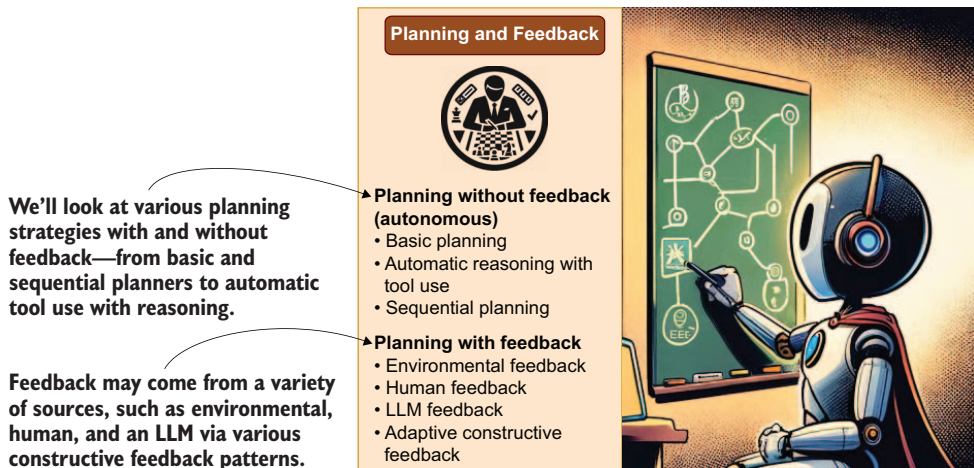 Planning and Feedback
We'll look at various planning
strategies with and without
feedback—from basic and
sequential planners to automatic
tool use with reasoning.
Planning without feedback
(autonomous)
• Basic planning
• Automatic reasoning with
tool use
• Sequential planning
Feedback may come from a variety
of sources, such as environmental,
human, and an LLM via various
constructive feedback patterns.
Planning with feedback
• Environmental feedback
• Human feedback
• LLM feedback
• Adaptive constructive
feedback